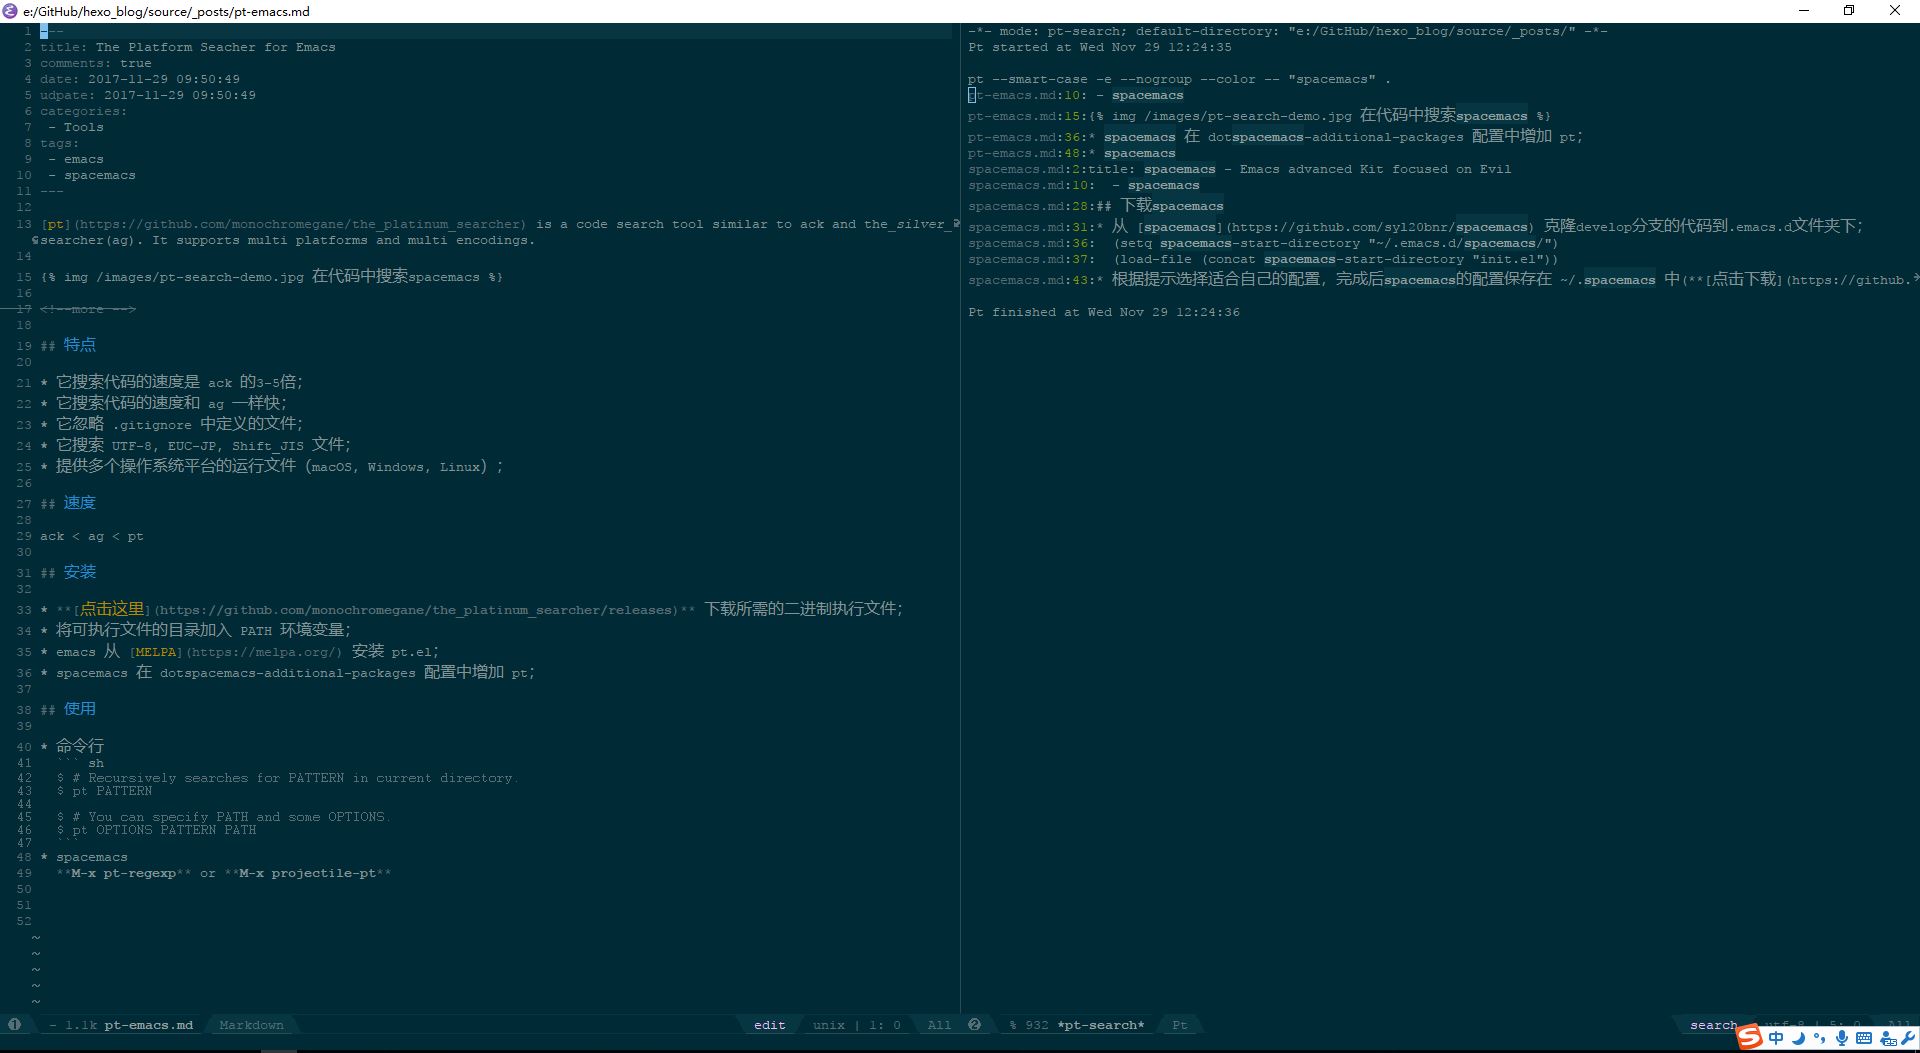 e:/GitHub/hexo_blog/source/_posts/pt-emacs.md
1 ---
2 title: The Platform Seacher for Emacs
3 comments: true
4 date: 2017-11-29 09:50:49
5 udpate: 2017-11-29 09:50:49
6 categories:
7  - Tools
8 tags:
9  - emacs
10  - spacemacs
11 ---
12
13 [pt](https://github.com/monochromegane/the_platinum_searcher) is a code search tool similar to ack and the_silver_
searcher(ag). It supports multi platforms and multi encodings.
14
15 {% img /images/pt-search-demo.jpg 在代码中搜索spacemacs %}
16
17 <!--more -->
18
19 ## 特点
20
21 * 它搜索代码的速度是 ack 的3-5倍；
22 * 它搜索代码的速度和 ag 一样快；
23 * 它忽略 .gitignore 中定义的文件；
24 * 它搜索 UTF-8, EUC-JP, Shift_JIS 文件；
25 * 提供多个操作系统平台的运行文件（macOS, Windows, Linux）；
26
27 ## 速度
28
29 ack < ag < pt
30
31 ## 安装
32
33 * **[点击这里](https://github.com/monochromegane/the_platinum_searcher/releases)** 下载所需的二进制执行文件；
34 * 将可执行文件的目录加入 PATH 环境变量；
35 * emacs 从 [MELPA](https://melpa.org/) 安装 pt.el；
36 * spacemacs 在 dotspacemacs-additional-packages 配置中增加 pt；
37
38 ## 使用
39
40 * 命令行
41   ``` sh
42   $ # Recursively searches for PATTERN in current directory.
43   $ pt PATTERN
44
45   $ # You can specify PATH and some OPTIONS.
46   $ pt OPTIONS PATTERN PATH
47   ```
48 * spacemacs
49   **M-x pt-regexp** or **M-x projectile-pt**
50
51
52
~
~
~
~
~
1 - 1.1k pt-emacs.md Markdown edit unix | 1: 0 All
-*- mode: pt-search; default-directory: "e:/GitHub/hexo_blog/source/_posts/" -*-
Pt started at Wed Nov 29 12:24:35
pt --smart-case -e --nogroup --color -- "spacemacs" .
pt-emacs.md:10: - spacemacs
pt-emacs.md:15:{% img /images/pt-search-demo.jpg 在代码中搜索spacemacs %}
pt-emacs.md:36:* spacemacs 在 dotspacemacs-additional-packages 配置中增加 pt；
pt-emacs.md:48:* spacemacs
spacemacs.md:2:title: spacemacs - Emacs advanced Kit focused on Evil
spacemacs.md:10:  - spacemacs
spacemacs.md:28:## 下载spacemacs
spacemacs.md:31:* 从 [spacemacs](https://github.com/syl20bnr/spacemacs) 克隆develop分支的代码到.emacs.d文件夹下；
spacemacs.md:36:  (setq spacemacs-start-directory "~/.emacs.d/spacemacs/")
spacemacs.md:37:  (load-file (concat spacemacs-start-directory "init.el"))
spacemacs.md:43:* 根据提示选择适合自己的配置，完成后spacemacs的配置保存在 ~/.spacemacs 中(**[点击下载](https://github.
Pt finished at Wed Nov 29 12:24:36
2 % 932 *pt-search* Pt search
S 中